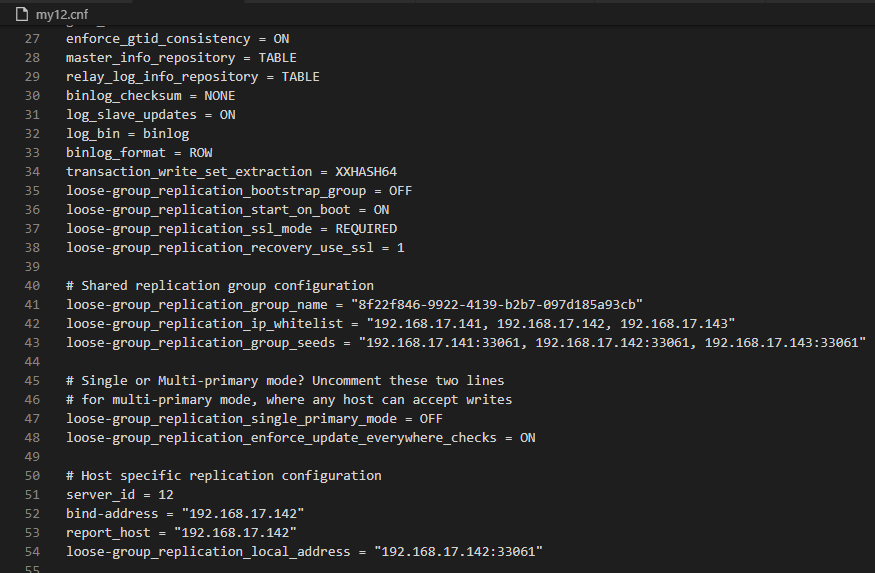 my12.cnf
27 enforce_gtid_consistency = ON
28 master_info_repository = TABLE
29 relay_log_info_repository = TABLE
30 binlog_checksum = NONE
31 log_slave_updates = ON
32 log_bin = binlog
33 binlog_format = ROW
34 transaction_write_set_extraction = XXHASH64
35 loose-group_replication_bootstrap_group = OFF
36 loose-group_replication_start_on_boot = ON
37 loose-group_replication_ssl_mode = REQUIRED
38 loose-group_replication_recovery_use_ssl = 1
39
40 # Shared replication group configuration
41 loose-group_replication_group_name = "8f22f846-9922-4139-b2b7-097d185a93cb"
42 loose-group_replication_ip_whitelist = "192.168.17.141, 192.168.17.142, 192.168.17.143"
43 loose-group_replication_group_seeds = "192.168.17.141:33061, 192.168.17.142:33061, 192.168.17.143:33061"
44
45 # Single or Multi-primary mode? Uncomment these two lines
46 # for multi-primary mode, where any host can accept writes
47 loose-group_replication_single_primary_mode = OFF
48 loose-group_replication_enforce_update_everywhere_checks = ON
49
50 # Host specific replication configuration
51 server_id = 12
52 bind-address = "192.168.17.142"
53 report_host = "192.168.17.142"
54 loose-group_replication_local_address = "192.168.17.142:33061"
55